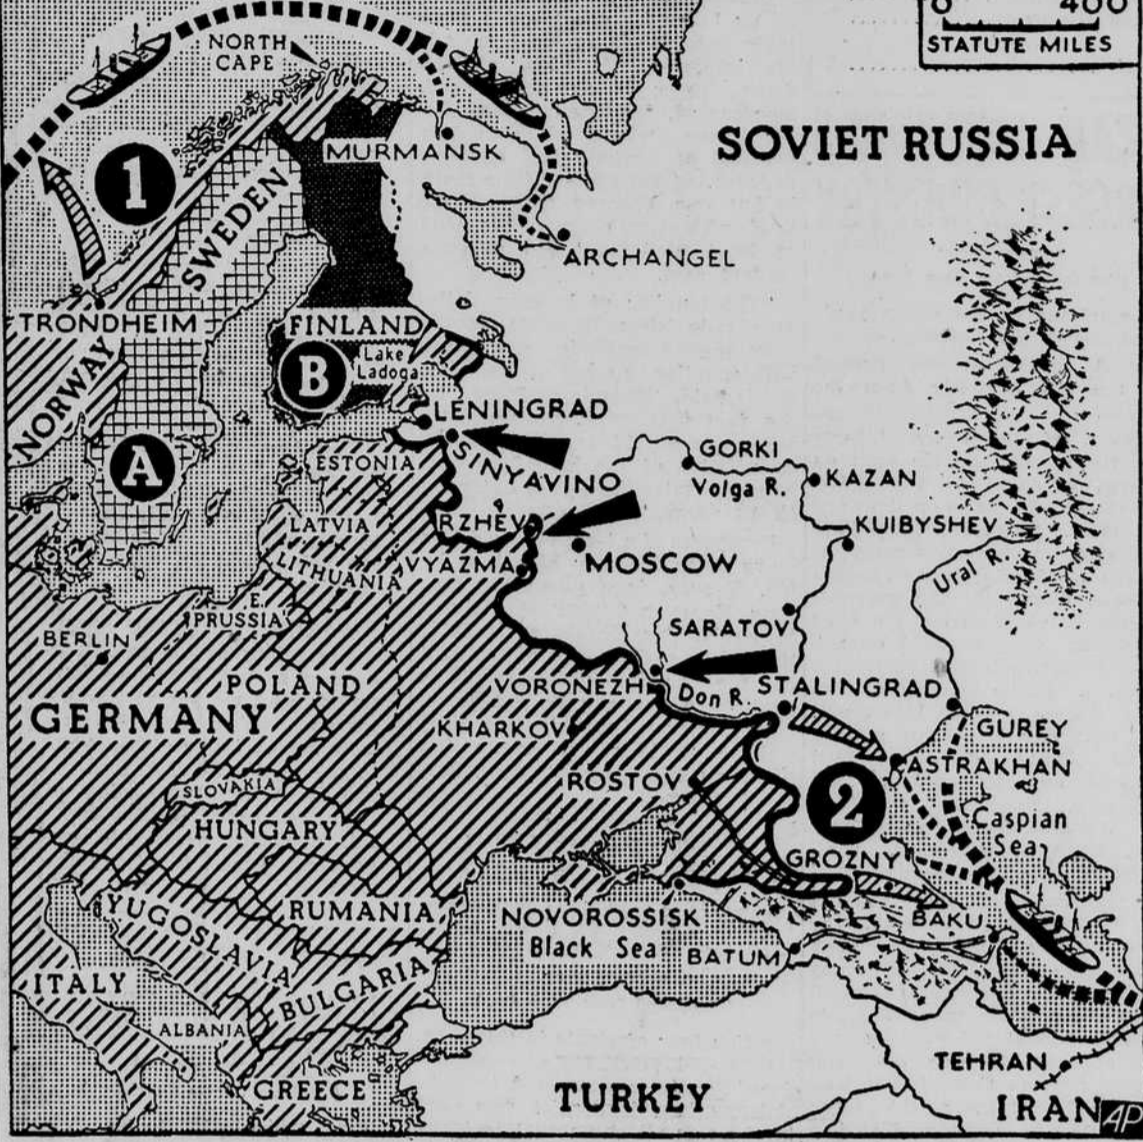 0 400
STATUTE MILES
NORTH
CAPE
SOVIET RUSSIA
MURMANSK
1
SWEDEN
ARCHANGEL
TRONDHEIM
FINLAND
NORWAY
B
Lake
Ladoga
LENINGRAD
A
ESTONIA
SINYAVINO
GORKI
Volga R.
KAZAN
LATVIA
RZHEV
KUIBYSHEV
LITHUANIA
VYAZMA
MOSCOW
Ural R.
E.
PRUSSIA
BERLIN
SARATOV
POLAND
VORONEZH
Don R.
STALINGRAD
GERMANY
KHARKOV
GUREY
ASTRAKHAN
ROSTOV
SLOVAKIA
2
HUNGARY
Caspian
Sea
GROZNY
YUGOSLAVIA
RUMANIA
NOVOROSSISK
BAKU
Black Sea
BATUM
ITALY
BULGARIA
ALBANIA
TEHRAN
GREECE
TURKEY
IRAN
AP